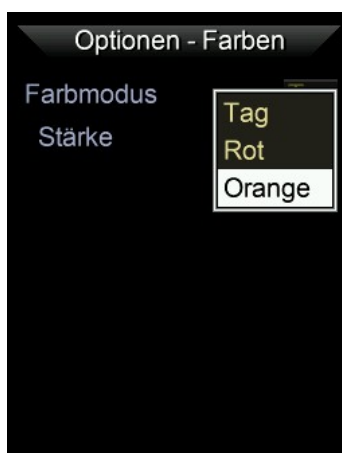 Optionen - Farben
Farbmodus
Stärke
Tag
Rot
Orange